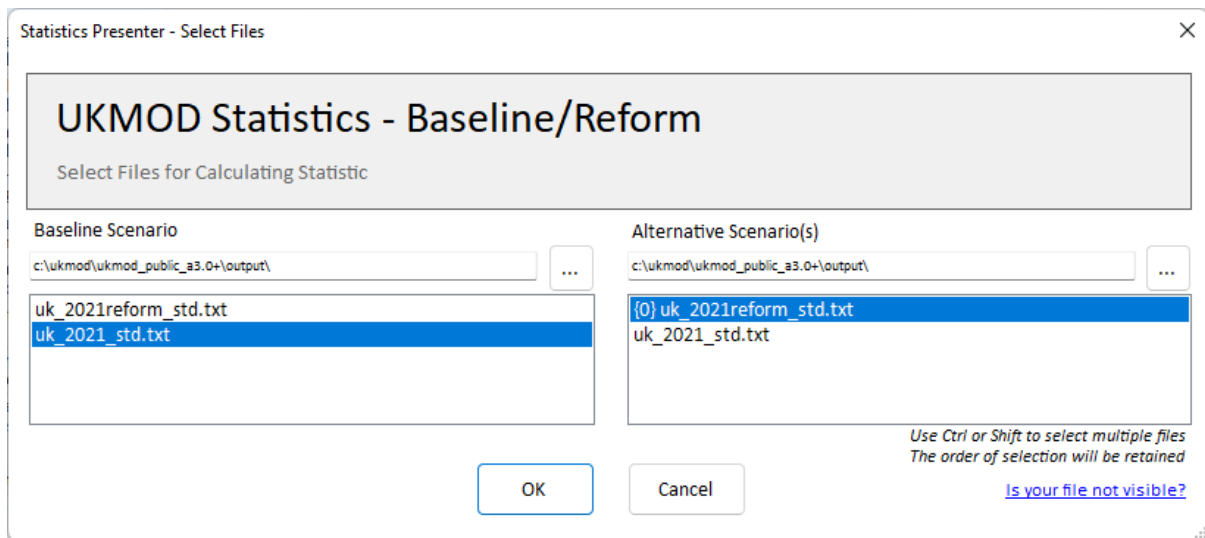 Statistics Presenter - Select Files
UKMOD Statistics - Baseline/Reform
Select Files for Calculating Statistic
Baseline Scenario
c:\ukmod\ukmod_public_a3.0+\output\
...
uk_2021reform_std.txt
uk_2021_std.txt
Alternative Scenario(s)
c:\ukmod\ukmod_public_a3.0+\output\
...
{0} uk_2021reform_std.txt
uk_2021_std.txt
Use Ctrl or Shift to select multiple files
The order of selection will be retained
OK
Cancel
Is your file not visible?